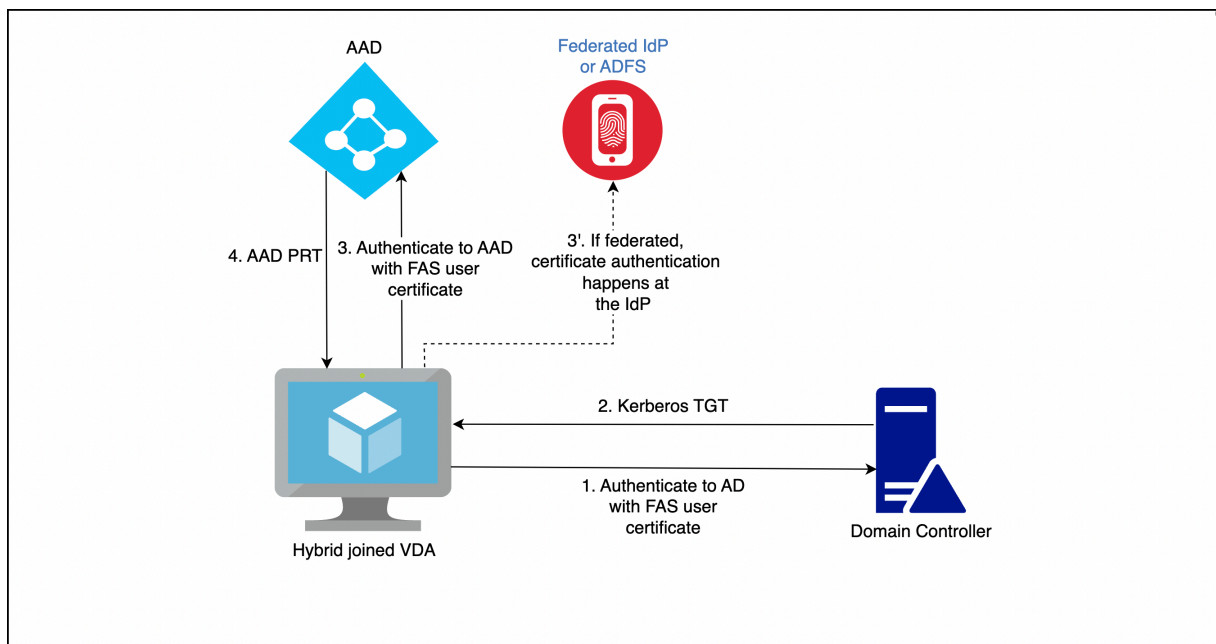 AAD
Federated IdP
or ADFS
4. AAD PRT
3. Authenticate to AAD
with FAS user
certificate
3'. If federated,
certificate authentication
happens at
the IdP
2. Kerberos TGT
1. Authenticate to AD
with FAS user
certificate
Hybrid joined VDA
Domain Controller